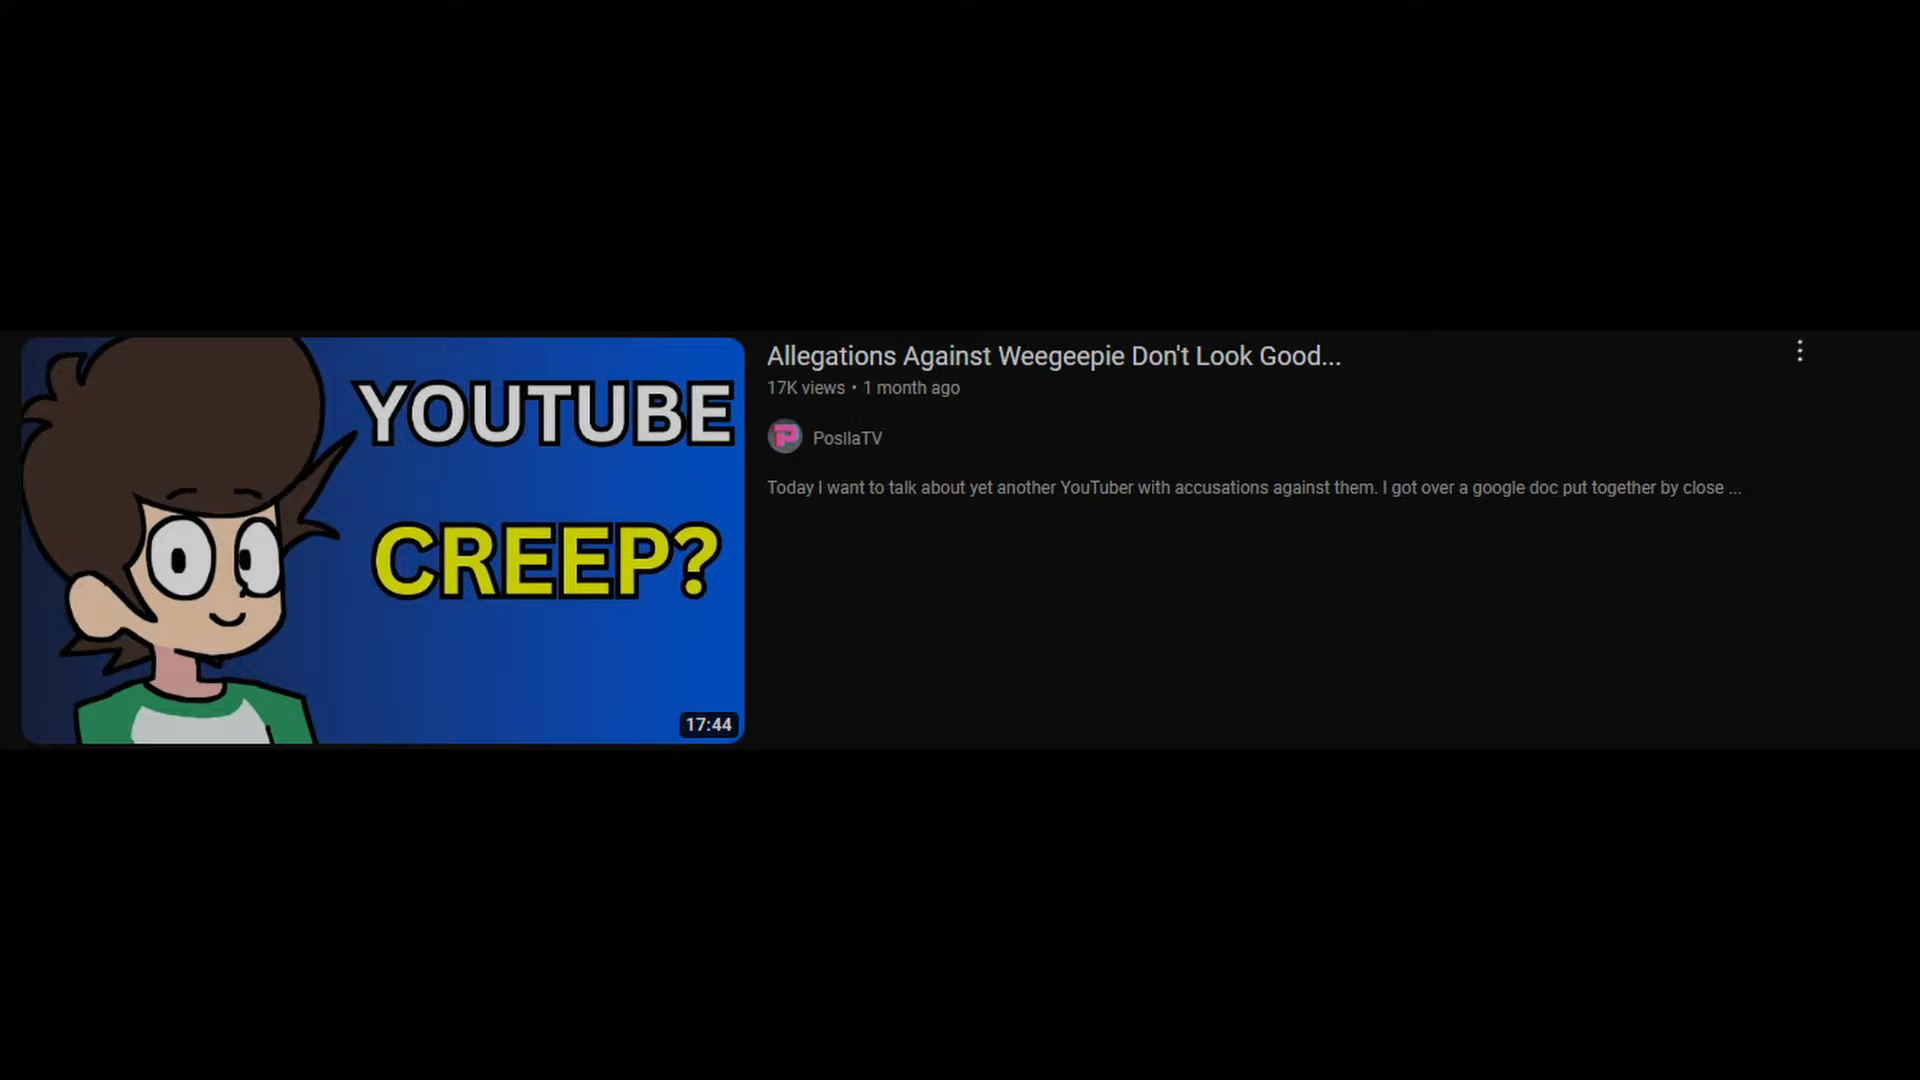 YOUTUBE
CREEP?
17:44
Allegations Against Weegeepie Don't Look Good...
17K views • 1 month ago
PosllaTV
Today I want to talk about yet another YouTuber with accusations against them. I got over a google doc put together by close ...